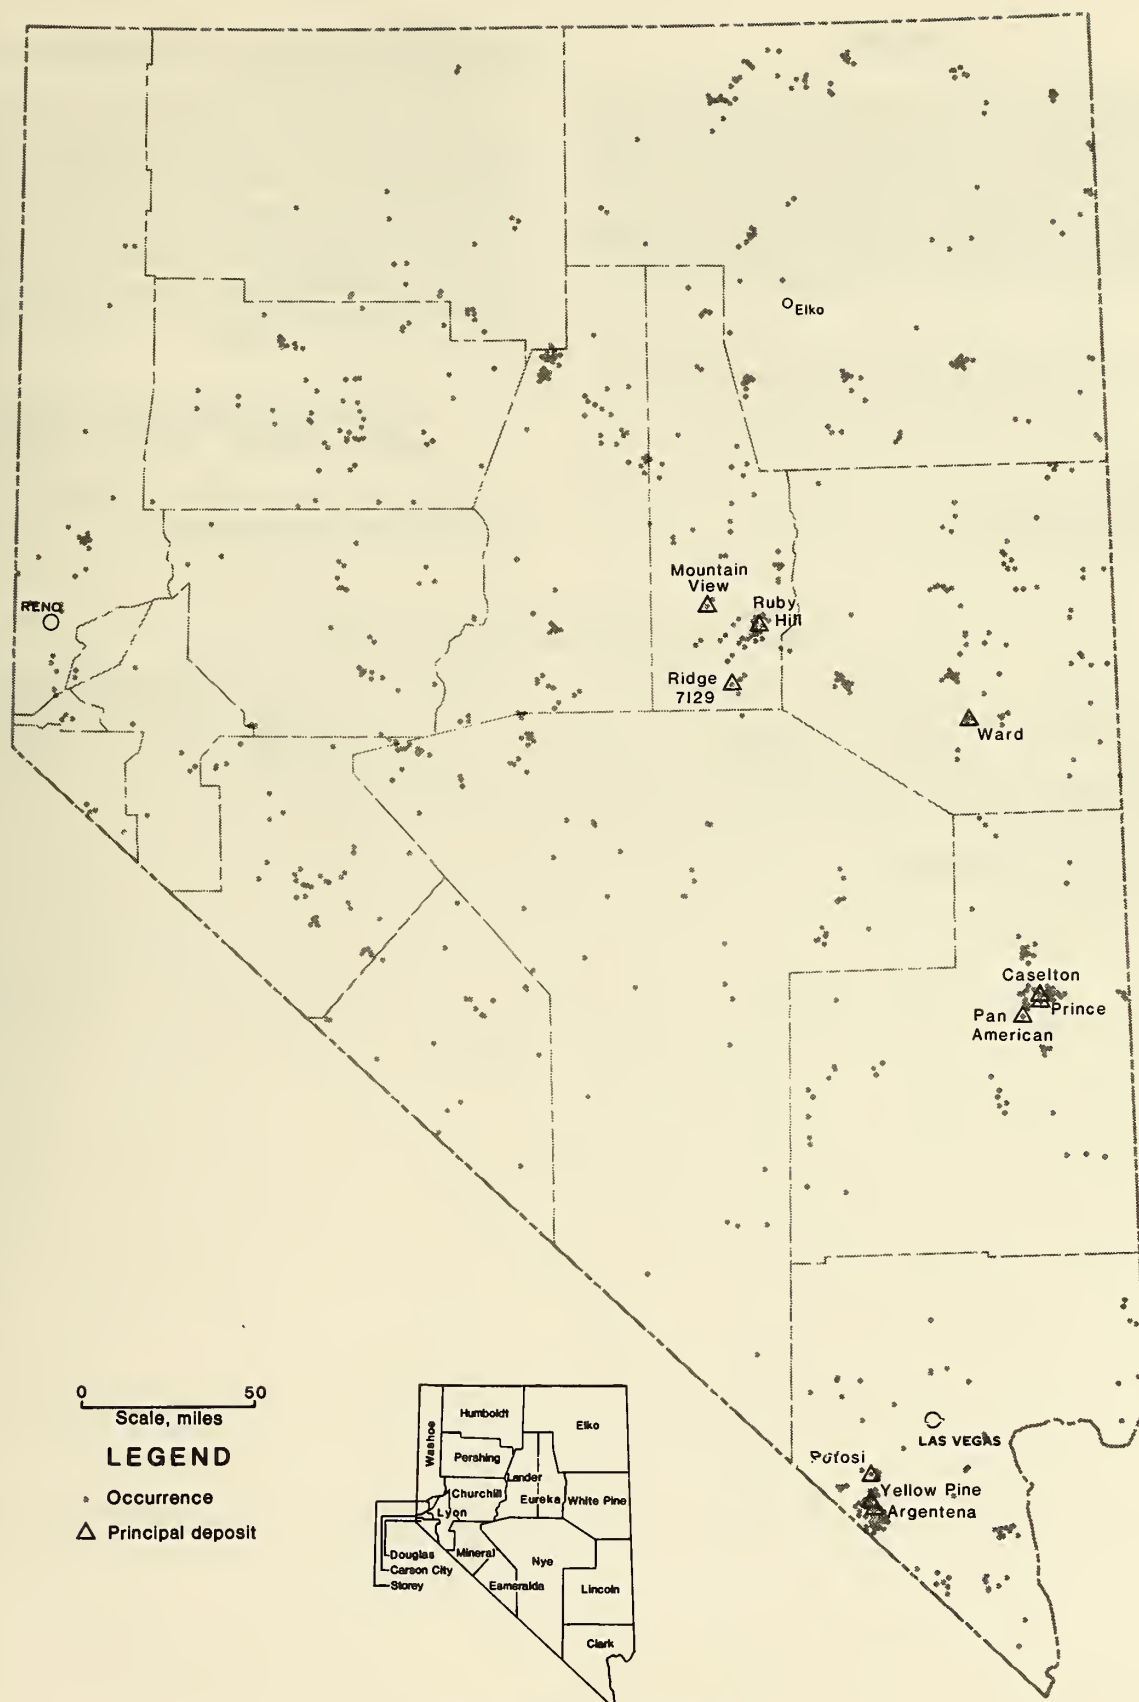 Elko
Mountain
View
RENO
Ruby
Hill
Ridge
7129
Ward
Caselton
Prince
Pan
American
0 50
Scale, miles
LEGEND
Occurrence
Principal deposit
LAS VEGAS
Potosi
Yellow Pine
Argentena
Humboldt
Elko
Washoe
Pershing
Lander
Churchill
Eureka
White Pine
Lyon
Douglas
Carson City
Storey
Mineral
Nye
Esmeralda
Lincoln
Clark